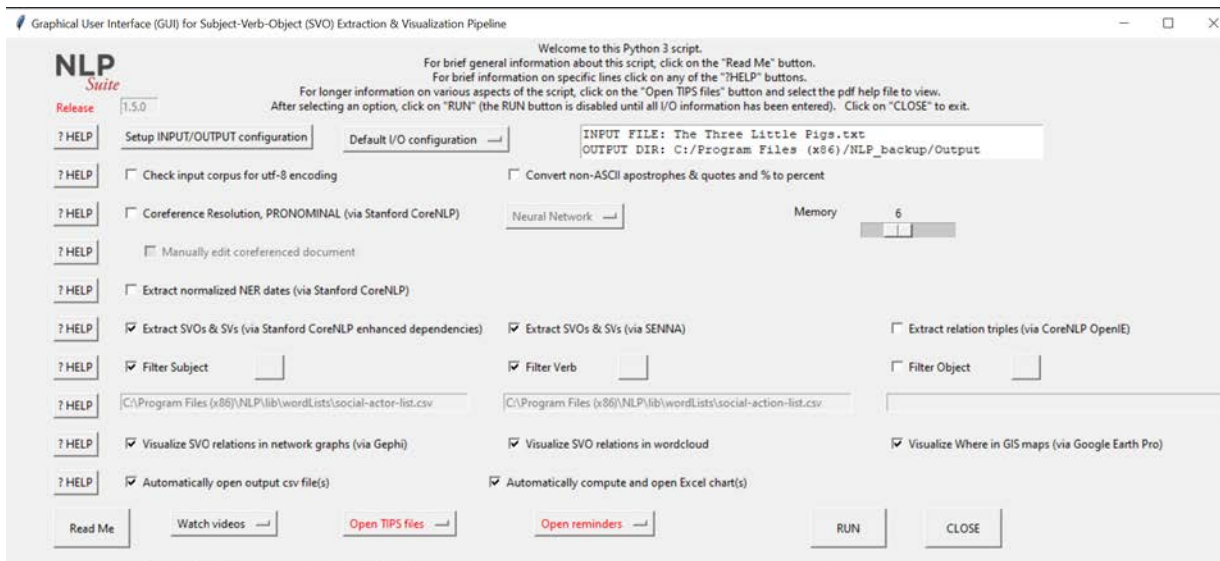 Graphical User Interface (GUI) for Subject-Verb-Object (SVO) Extraction & Visualization Pipeline
NLP
Suite
Release 1.5.0
Welcome to this Python 3 script.
For brief general information about this script, click on the "Read Me" button.
For brief information on specific lines click on any of the "?HELP" buttons.
For longer information on various aspects of the script, click on the "Open TIPS files" button and select the pdf help file to view.
After selecting an option, click on "RUN" (the RUN button is disabled until all I/O information has been entered). Click on "CLOSE" to exit.
? HELP Setup INPUT/OUTPUT configuration Default I/O configuration
INPUT FILE: The Three Little Pigs.txt
OUTPUT DIR: C:/Program Files (x86)/NLP_backup/Output
? HELP Check input corpus for utf-8 encoding Convert non-ASCII apostrophes & quotes and % to percent
? HELP Coreference Resolution, PRONOMINAL (via Stanford CoreNLP) Neural Network Memory 6
? HELP Manually edit coreferenced document
? HELP Extract normalized NER dates (via Stanford CoreNLP)
? HELP Extract SVOs & SVs (via Stanford CoreNLP enhanced dependencies) Extract SVOs & SVs (via SENNA) Extract relation triples (via CoreNLP OpenIE)
? HELP Filter Subject Filter Verb Filter Object
? HELP C:\Program Files (x86)\NLP\lib\wordLists\social-actor-list.csv C:\Program Files (x86)\NLP\lib\wordLists\social-action-list.csv
? HELP Visualize SVO relations in network graphs (via Gephi) Visualize SVO relations in wordcloud Visualize Where in GIS maps (via Google Earth Pro)
? HELP Automatically open output csv file(s) Automatically compute and open Excel chart(s)
Read Me Watch videos Open TIPS files Open reminders RUN CLOSE